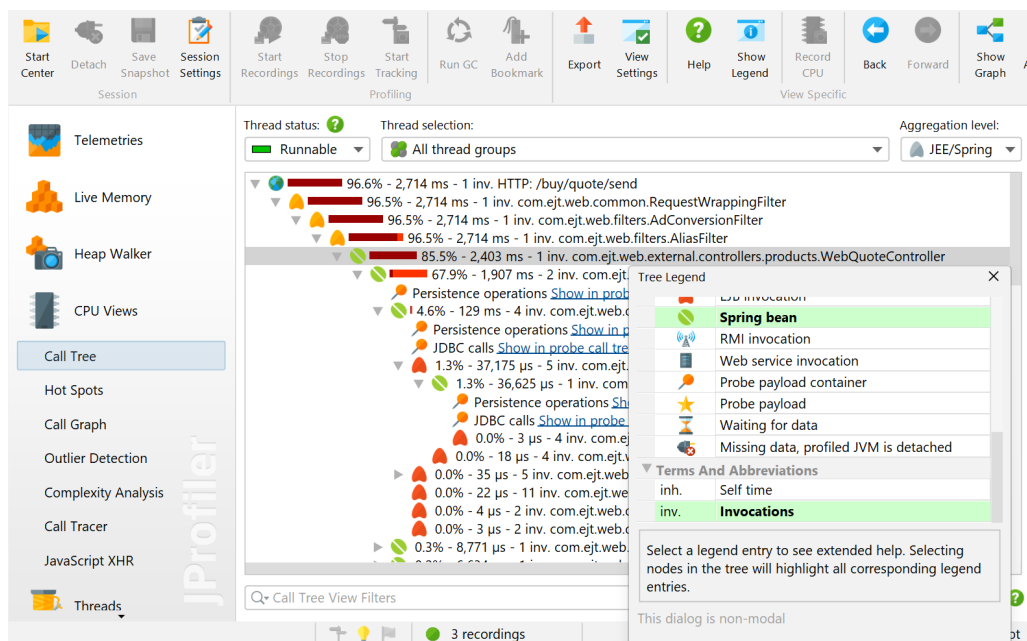 Start Center
Detach
Save Snapshot
Session Settings
Start Recordings
Stop Recordings
Start Tracking
Run GC
Add Bookmark
Export
View Settings
Help
Show Legend
Record CPU
Back
Forward
Show Graph
Session
Profiling
View Specific
Telemetries
Live Memory
Heap Walker
CPU Views
Call Tree
Hot Spots
Call Graph
Outlier Detection
Complexity Analysis
Call Tracer
JavaScript XHR
Threads
JProfiler
Thread status:
Thread selection:
Aggregation level:
Runnable
All thread groups
JEE/Spring
96.6% - 2,714 ms - 1 inv. HTTP: /buy/quote/send
96.5% - 2,714 ms - 1 inv. com.ejt.web.common.RequestWrappingFilter
96.5% - 2,714 ms - 1 inv. com.ejt.web.filters.AdConversionFilter
96.5% - 2,714 ms - 1 inv. com.ejt.web.filters.AliasFilter
85.5% - 2,403 ms - 1 inv. com.ejt.web.external.controllers.products.WebQuoteController
67.9% - 1,907 ms - 2 inv. com.ejt.
Persistence operations Show in prob
4.6% - 129 ms - 4 inv. com.ejt.web.
Persistence operations Show in p
JDBC calls Show in probe call tre
1.3% - 37,175 µs - 5 inv. com.ejt.
1.3% - 36,625 µs - 1 inv. com
Persistence operations Sh
JDBC calls Show in probe
0.0% - 3 µs - 4 inv. com.ej
0.0% - 18 µs - 4 inv. com.ejt.
0.0% - 35 µs - 5 inv. com.ejt.web
0.0% - 22 µs - 11 inv. com.ejt.we
0.0% - 4 µs - 2 inv. com.ejt.web.
0.0% - 3 µs - 2 inv. com.ejt.web.
0.3% - 8,771 µs - 1 inv. com.ejt.web.
Call Tree View Filters
Tree Legend
EJB invocation
Spring bean
RMI invocation
Web service invocation
Probe payload container
Probe payload
Waiting for data
Missing data, profiled JVM is detached
Terms And Abbreviations
inh. Self time
inv. Invocations
Select a legend entry to see extended help. Selecting
nodes in the tree will highlight all corresponding legend
entries.
This dialog is non-modal
3 recordings